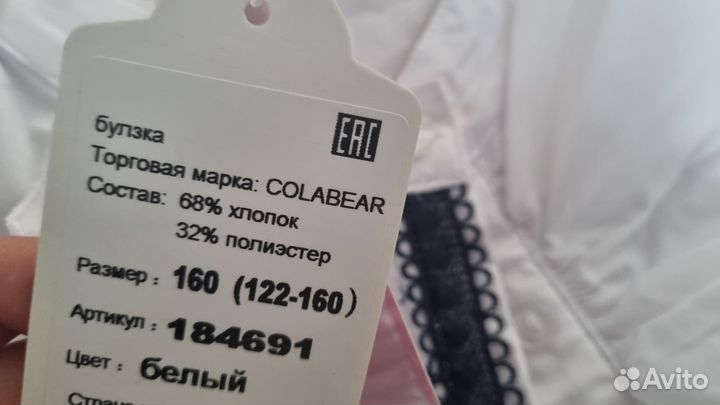 булзка
EAC
Торговая марка: COLABEAR
Состав: 68% хлопок
32% полиэстер
Размер : 160 (122-160)
Артикул : 184691
Цвет : белый
Avito